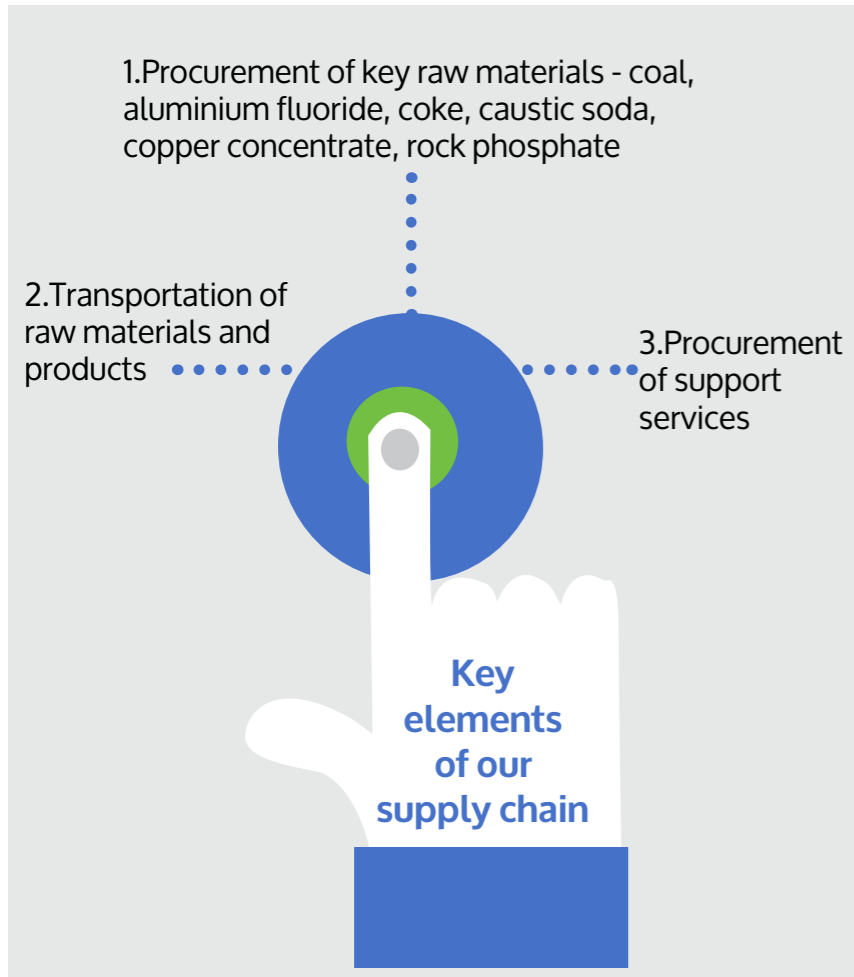 1.Procurement of key raw materials - coal,
aluminium fluoride, coke, caustic soda,
copper concentrate, rock phosphate
2.Transportation of
raw materials and
products
3.Procurement
of support
services
Key
elements
of our
supply chain